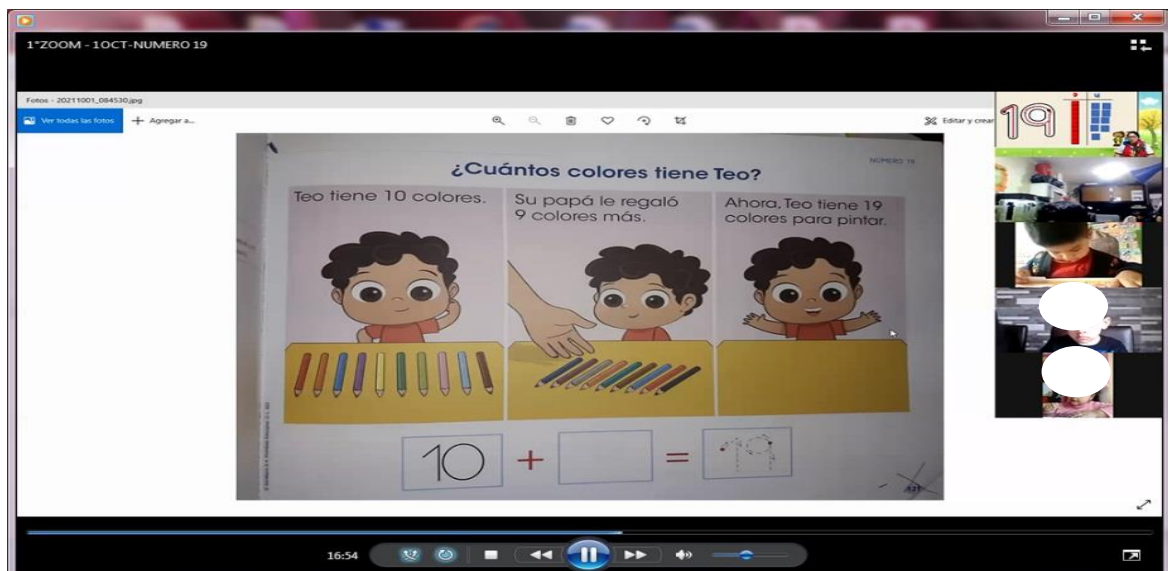 1°ZOOM - 1OCT-NUMERO 19
Fotos - 20211001_084530.jpg
Ver todas las fotos
Agregar a...
Editar y crear
19
NÚMERO 19
¿Cuántos colores tiene Teo?
Teo tiene 10 colores.
Su papá le regaló
9 colores más.
Ahora, Teo tiene 19
colores para pintar.
10 + = 19
16:54